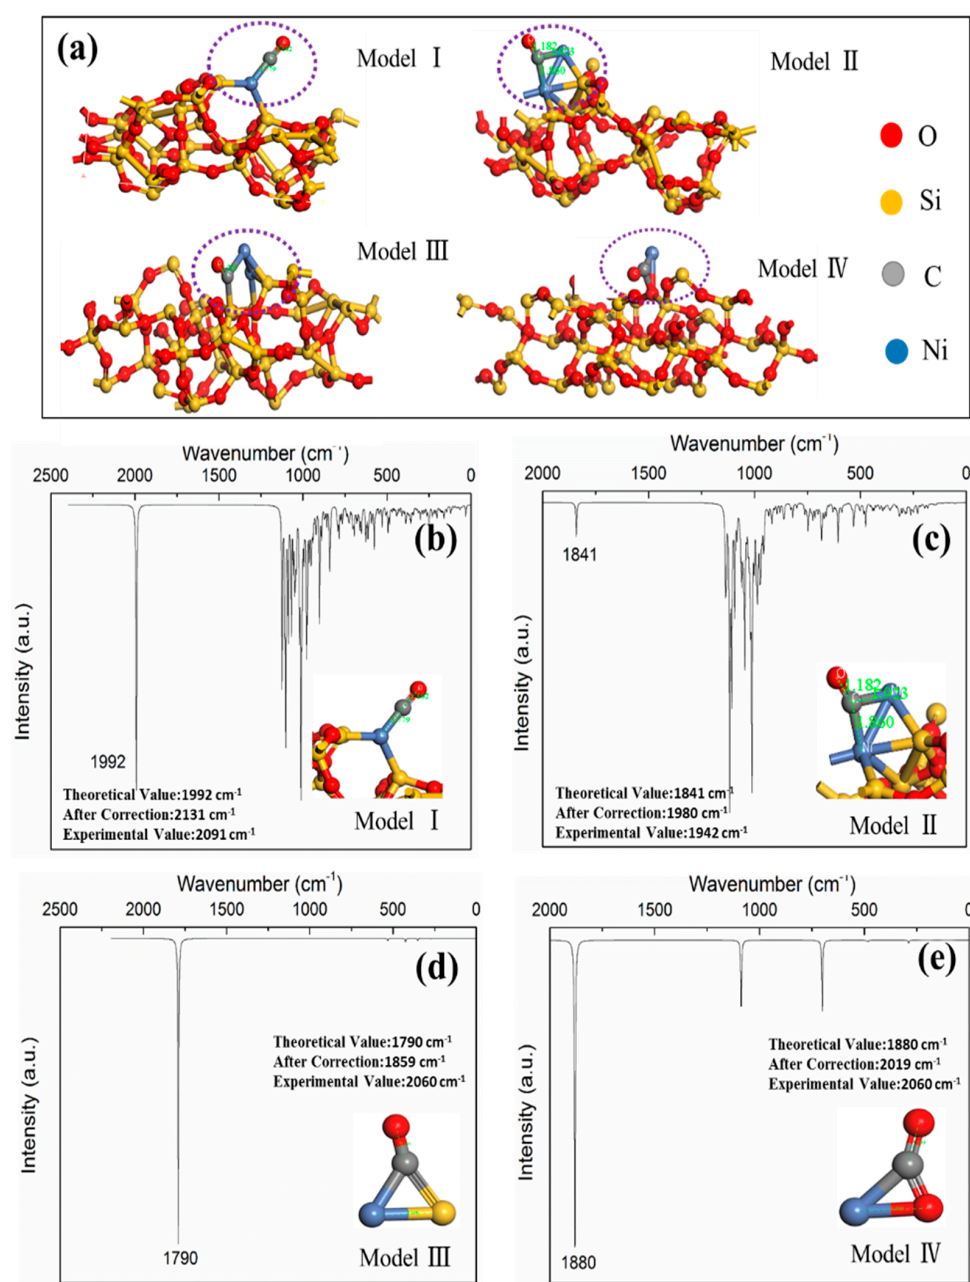 (a)
Model Ⅰ
Model Ⅱ
O
Si
Model Ⅲ
Model Ⅳ
C
Ni
1.182
Wavenumber (cm⁻¹)
2500 2000 1500 1000 500 0
(b)
Intensity (a.u.)
1992
Theoretical Value:1992 cm⁻¹
After Correction:2131 cm⁻¹
Experimental Value:2091 cm⁻¹
Model Ⅰ
Wavenumber (cm⁻¹)
2000 1500 1000 500 0
(c)
Intensity (a.u.)
1841
1.182
1.860
Theoretical Value:1841 cm⁻¹
After Correction:1980 cm⁻¹
Experimental Value:1942 cm⁻¹
Model Ⅱ
Wavenumber (cm⁻¹)
2500 2000 1500 1000 500 0
(d)
Intensity (a.u.)
Theoretical Value:1790 cm⁻¹
After Correction:1859 cm⁻¹
Experimental Value:2060 cm⁻¹
1790
Model Ⅲ
Wavenumber (cm⁻¹)
2000 1500 1000 500 0
(e)
Intensity (a.u.)
Theoretical Value:1880 cm⁻¹
After Correction:2019 cm⁻¹
Experimental Value:2060 cm⁻¹
1880
Model Ⅳ